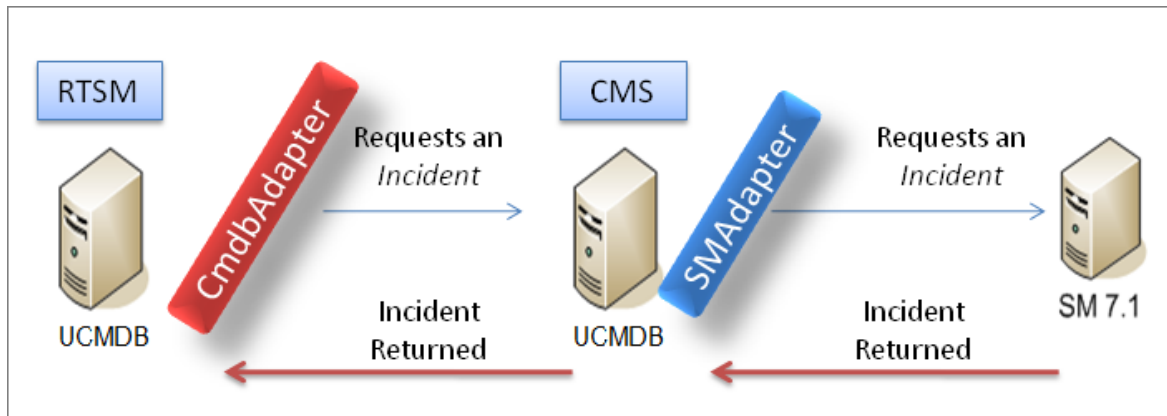 RTSM
CMS
CmdbAdapter
SMAdapter
Requests an
Incident
Requests an
Incident
UCMDB
UCMDB
SM 7.1
Incident
Returned
Incident
Returned